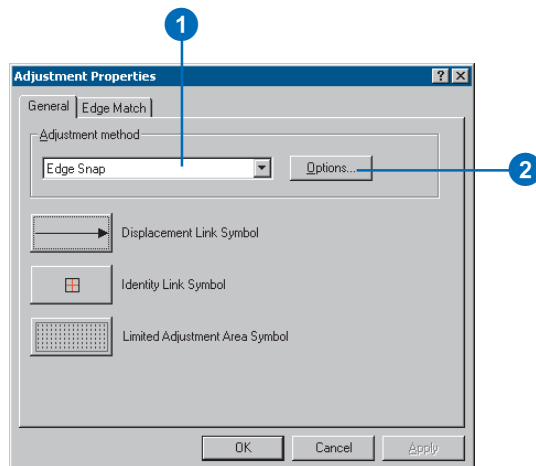 1
Adjustment Properties
General Edge Match
Adjustment method
Edge Snap Options... 2
Displacement Link Symbol
Identity Link Symbol
Limited Adjustment Area Symbol
OK Cancel Apply